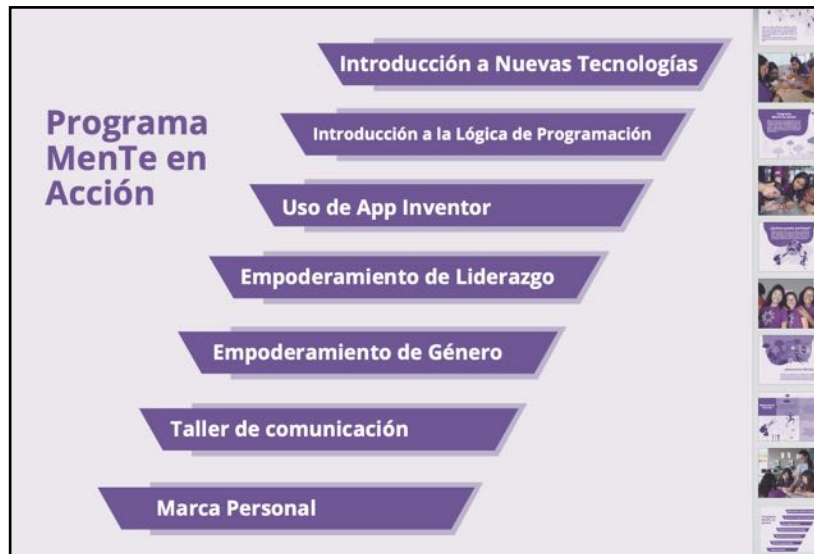 Programa
MenTe en
Acción
Introducción a Nuevas Tecnologías
Introducción a la Lógica de Programación
Uso de App Inventor
Empoderamiento de Liderazgo
Empoderamiento de Género
Taller de comunicación
Marca Personal